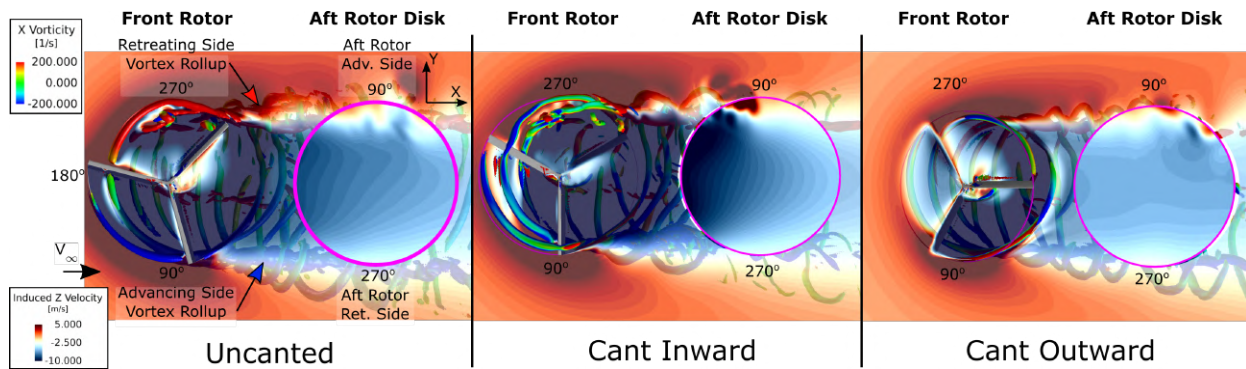 Front Rotor Aft Rotor Disk
Front Rotor Aft Rotor Disk
Front Rotor Aft Rotor Disk
X Vorticity
[1/s]
200.000
0.000
-200.000
Retreating Side
Vortex Rollup
270°
Aft Rotor
Adv. Side
90°
Y
X
180°
V∞
90°
270°
Advancing Side
Vortex Rollup
Aft Rotor
Ret. Side
Induced Z Velocity
[m/s]
5.000
-2.500
-10.000
Uncanted
270°
90°
90°
270°
Cant Inward
270°
90°
90°
270°
Cant Outward